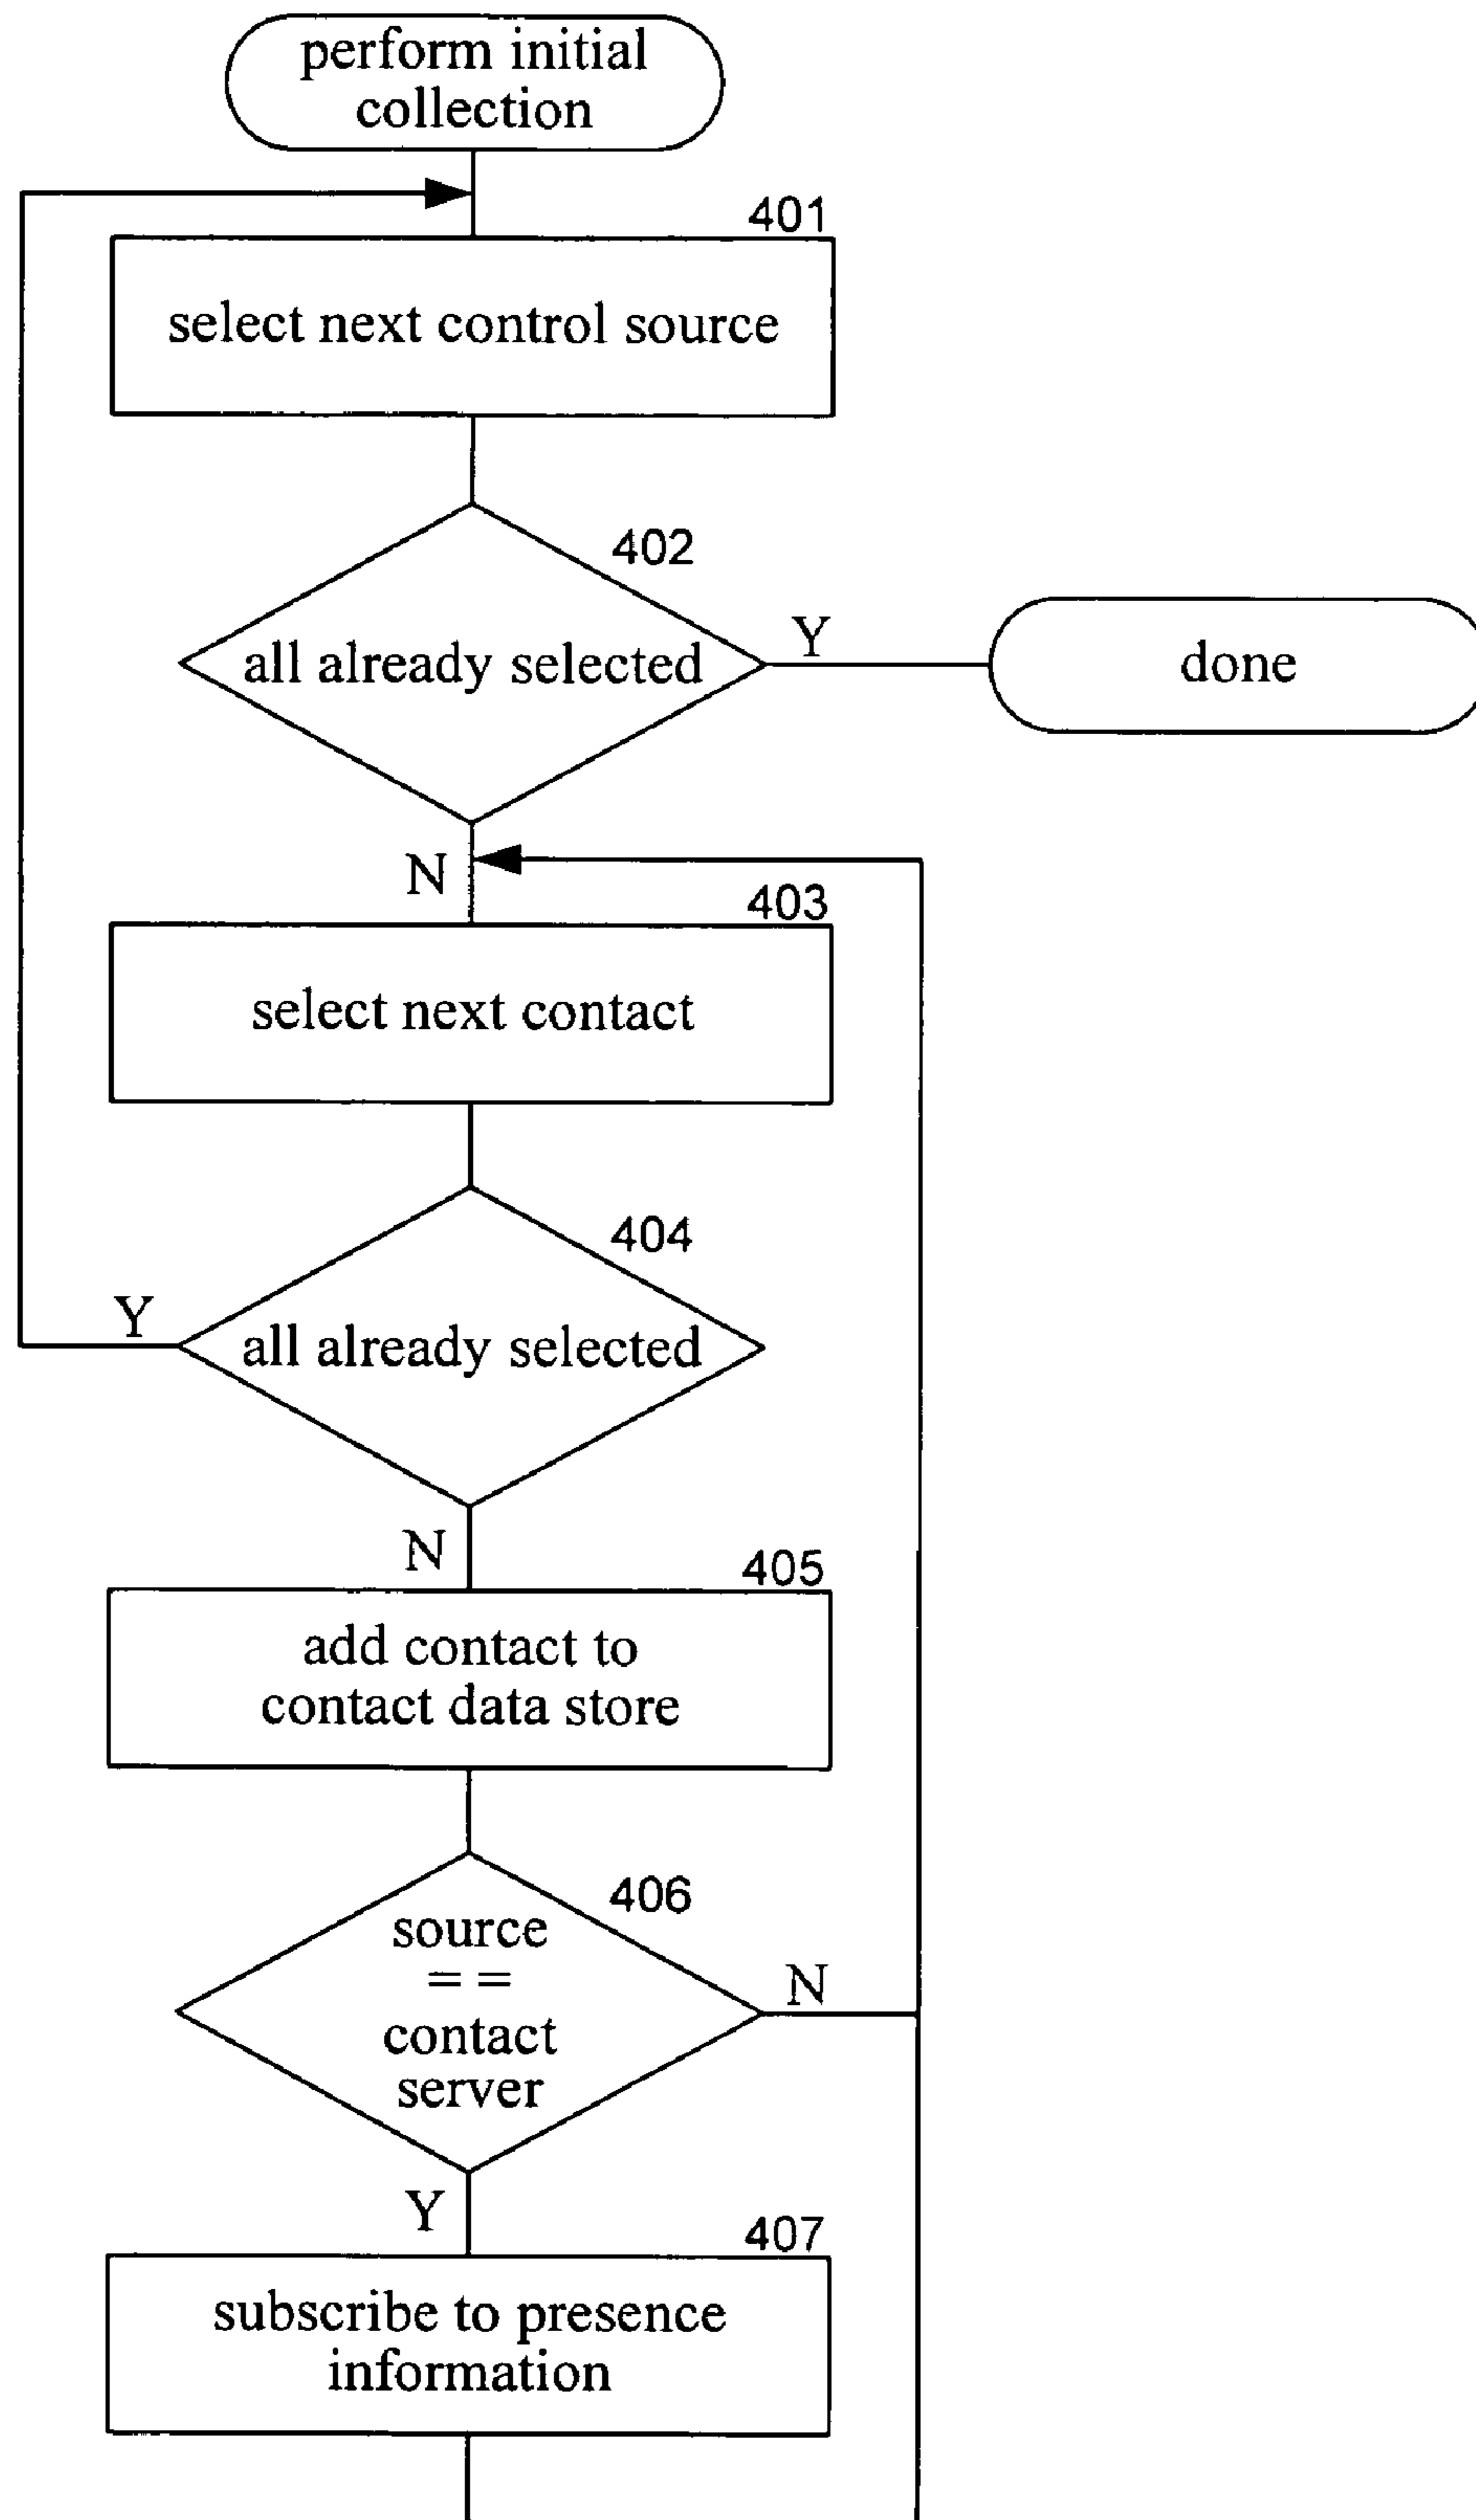 perform initial
collection
401
select next control source
402
all already selected
Y
done
N
403
select next contact
404
Y
all already selected
N
405
add contact to
contact data store
406
source
==
contact
server
N
Y
407
subscribe to presence
information